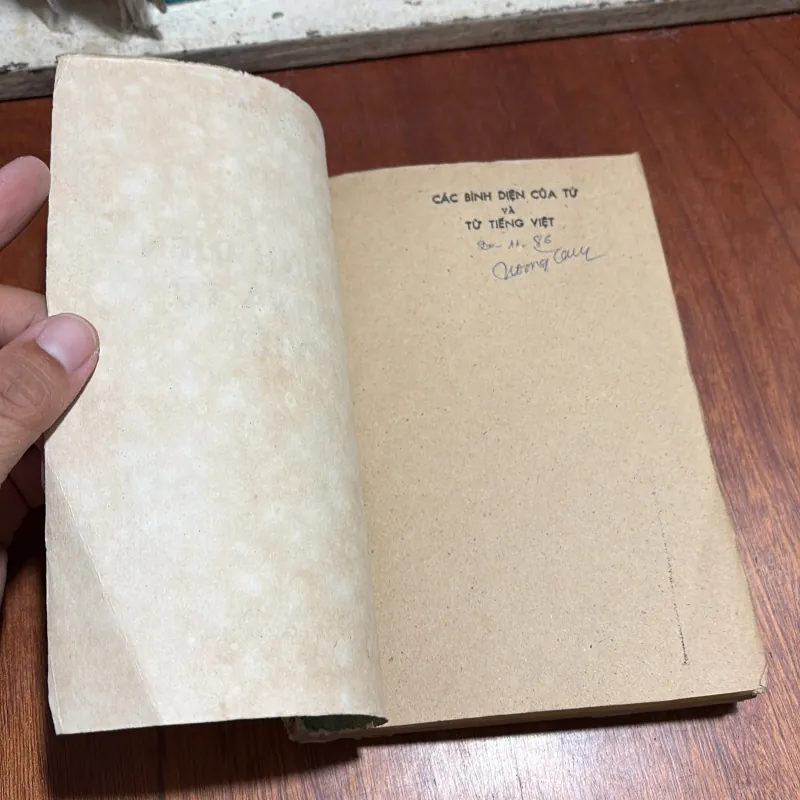 CÁC BÌNH DIỆN CỦA TỪ
VÀ
TỪ TIẾNG VIỆT
20-11-86